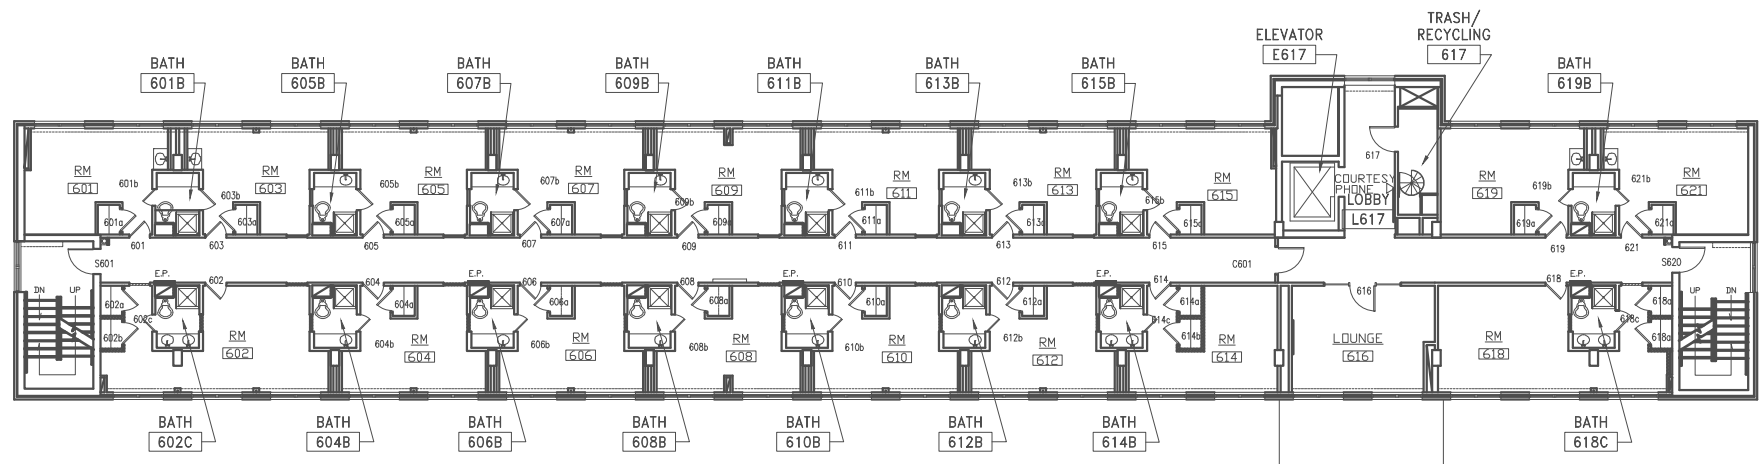 TRASH/
RECYCLING
617
ELEVATOR
E617
BATH
601B
BATH
605B
BATH
607B
BATH
609B
BATH
611B
BATH
613B
BATH
615B
BATH
619B
RM
601
601b
603b
RM
603
605b
RM
605
607b
RM
607
609b
RM
609
611b
RM
611
613b
RM
613
615b
RM
615
617
COURTESY
PHONE
LOBBY
L617
RM
619
619b
621b
RM
621
601a
603a
605a
607a
609a
611a
613a
615a
619a
621a
601
603
605
607
609
611
613
615
619
621
S601
C601
S620
E.P.
602
604
E.P.
606
608
610
612
E.P.
614
616
618
E.P.
DN
UP
602a
602c
602b
604a
606a
608a
610a
612a
614a
614c
614b
618a
618c
618a
UP
DN
RM
602
604b
RM
604
606b
RM
606
608b
RM
608
610b
RM
610
612b
RM
612
RM
614
LOUNGE
616
RM
618
BATH
602C
BATH
604B
BATH
606B
BATH
608B
BATH
610B
BATH
612B
BATH
614B
BATH
618C